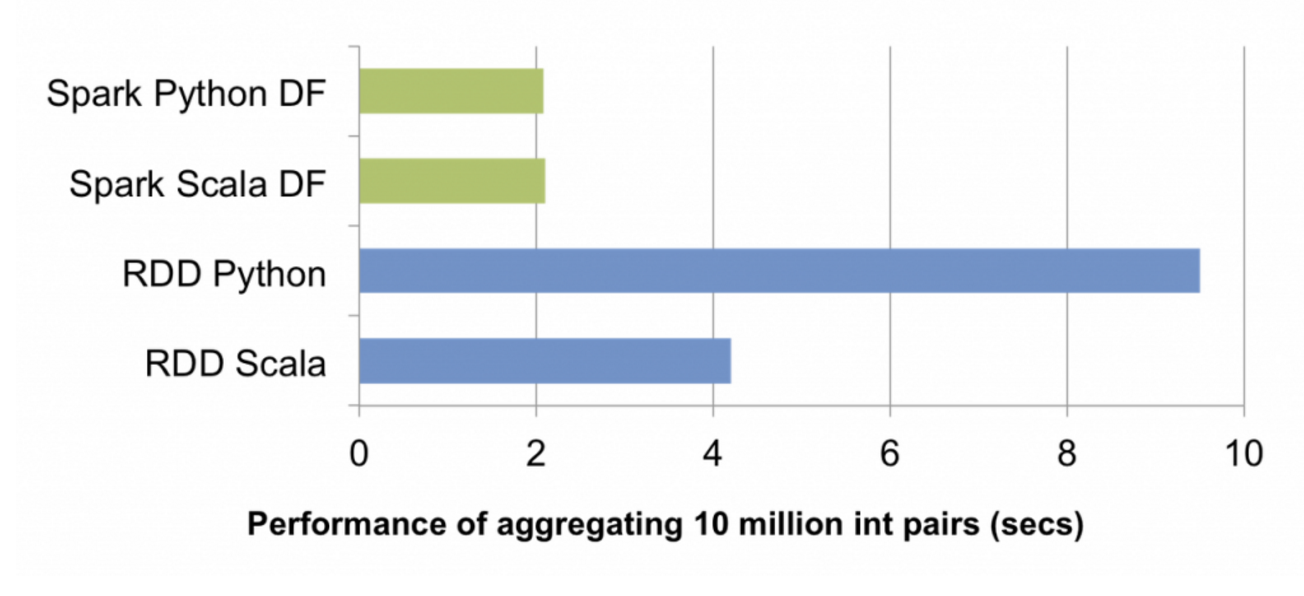 Spark Python DF
Spark Scala DF
RDD Python
RDD Scala
0 2 4 6 8 10
Performance of aggregating 10 million int pairs (secs)